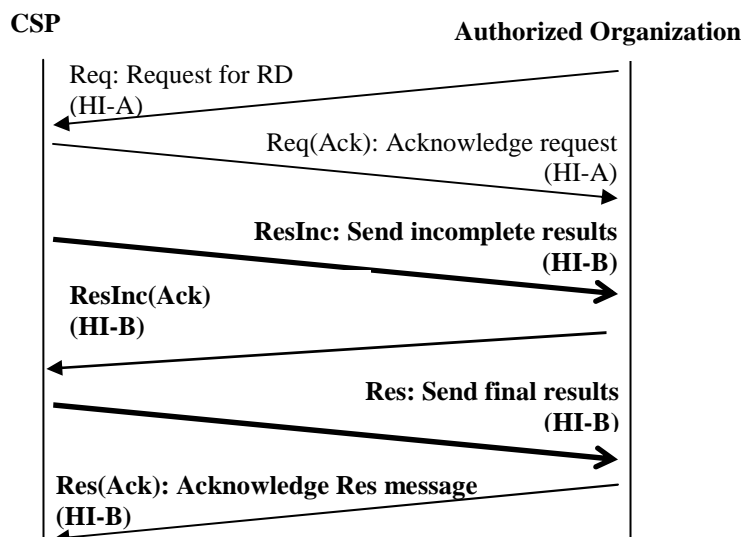 CSP
Authorized Organization
Req: Request for RD
(HI-A)
Req(Ack): Acknowledge request
(HI-A)
ResInc: Send incomplete results
(HI-B)
ResInc(Ack)
(HI-B)
Res: Send final results
(HI-B)
Res(Ack): Acknowledge Res message
(HI-B)